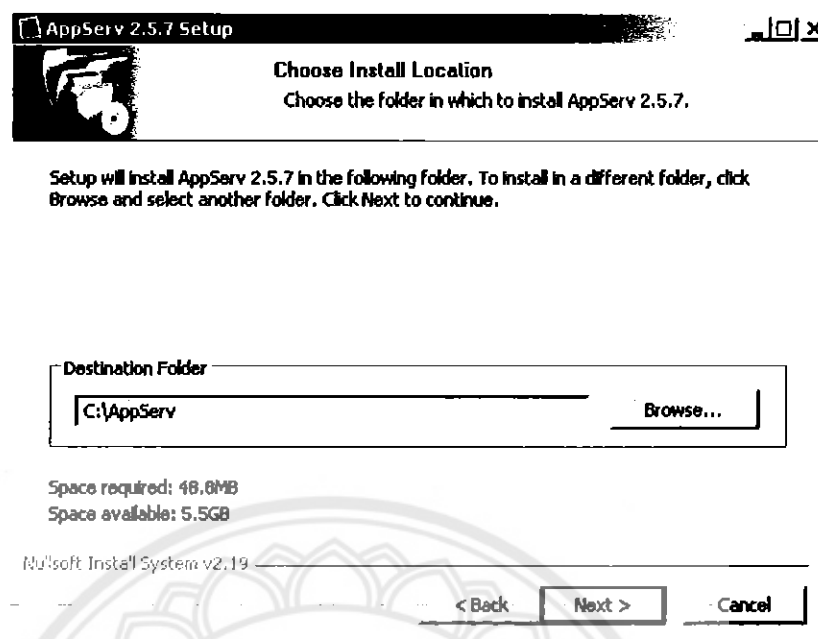 AppServ 2.5.7 Setup
Choose Install Location
Choose the folder in which to install AppServ 2.5.7.
Setup will install AppServ 2.5.7 in the following folder. To install in a different folder, click
Browse and select another folder. Click Next to continue.
Destination Folder
C:\AppServ
Browse...
Space required: 48.8MB
Space available: 5.5GB
Nullsoft Install System v2.19
< Back
Next >
Cancel